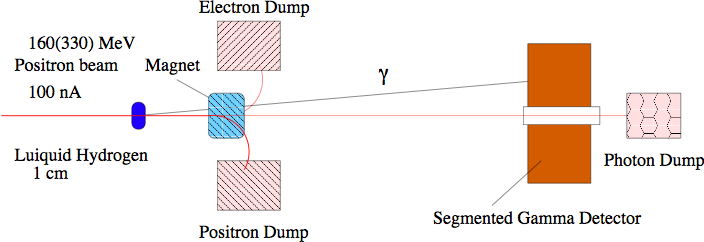 Electron Dump
160(330) MeV
Positron beam
Magnet
γ
100 nA
Luiquid Hydrogen
1 cm
Photon Dump
Segmented Gamma Detector
Positron Dump